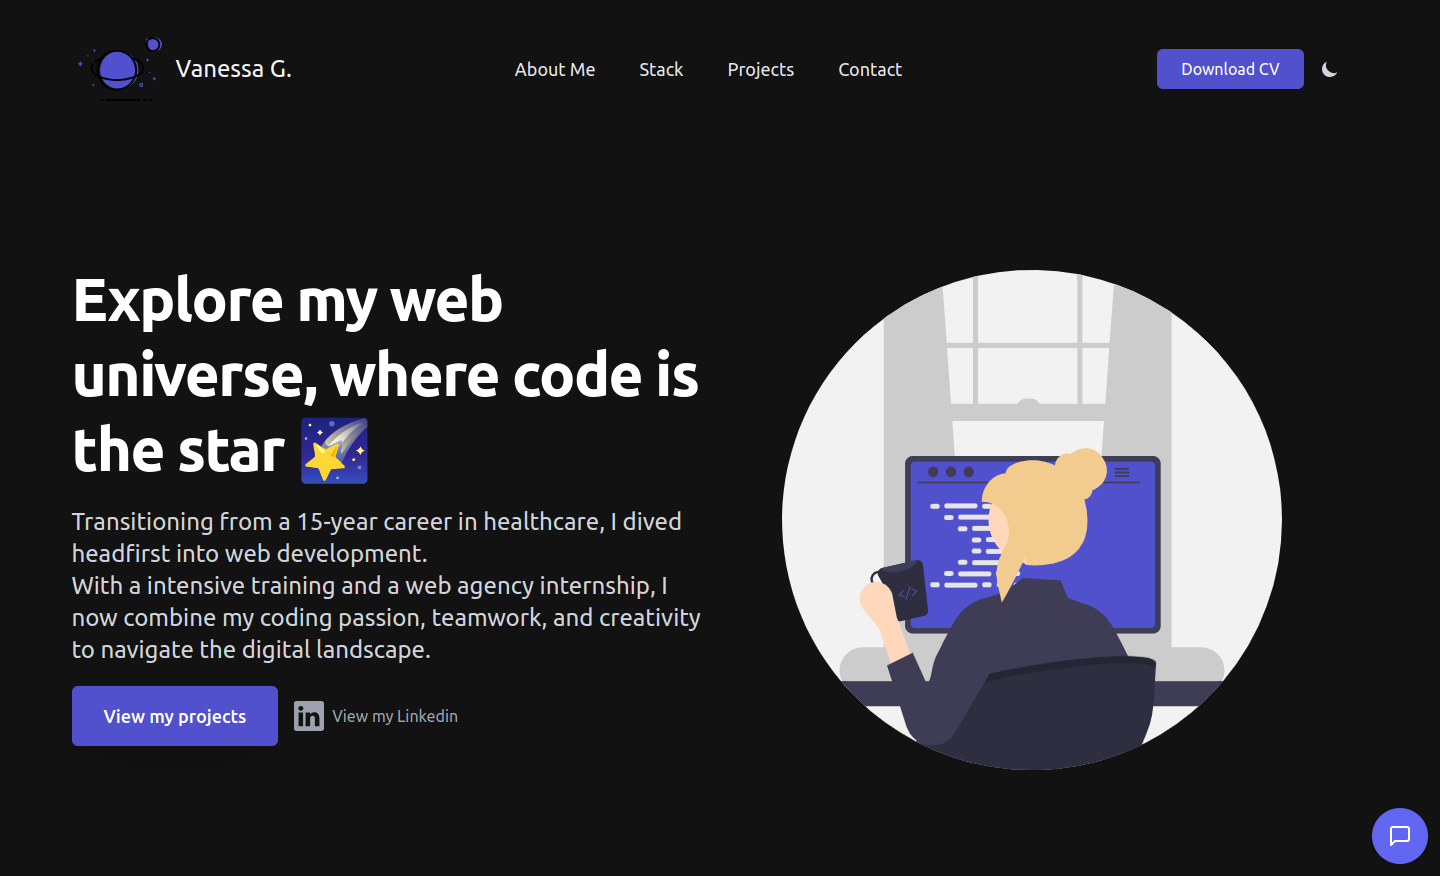 Vanessa G.
About Me
Stack
Projects
Contact
Download CV
Explore my web
universe, where code is
the star 🌠
Transitioning from a 15-year career in healthcare, I dived
headfirst into web development.
With a intensive training and a web agency internship, I
now combine my coding passion, teamwork, and creativity
to navigate the digital landscape.
View my projects
in
View my Linkedin
</>